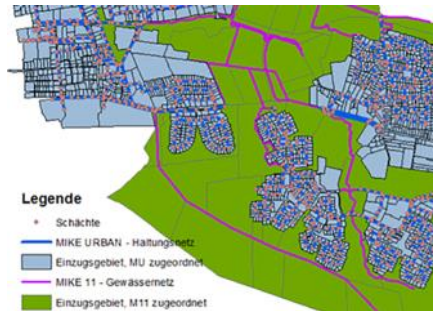 Legende
Schächte
MIKE URBAN - Haltungsnetz
Einzugsgebiet, MU zugeordnet
MIKE 11 - Gewässernetz
Einzugsgebiet, M11 zugeordnet